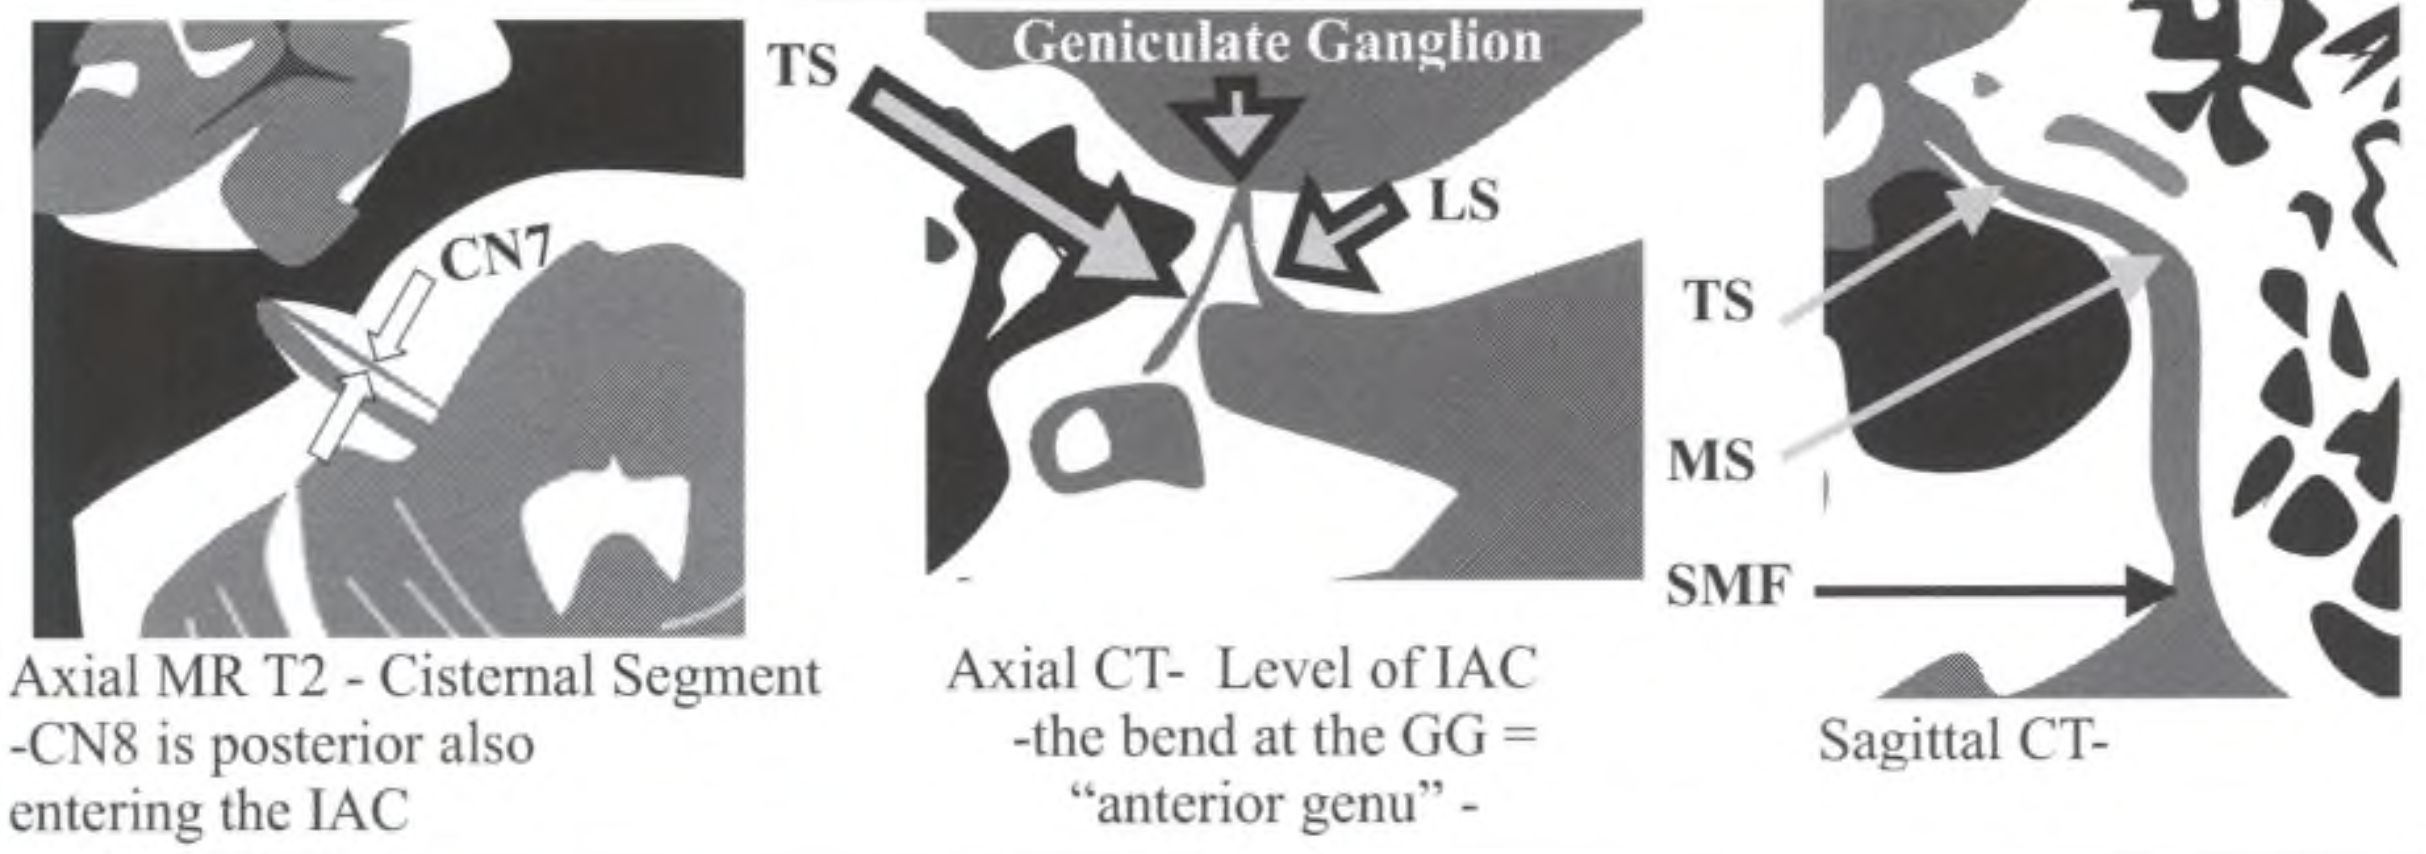 CN7
Axial MR T2 - Cisternal Segment
-CN8 is posterior also
entering the IAC
TS
Geniculate Ganglion
LS
Axial CT- Level of IAC
-the bend at the GG =
“anterior genu” -
TS
MS
SMF
Sagittal CT-